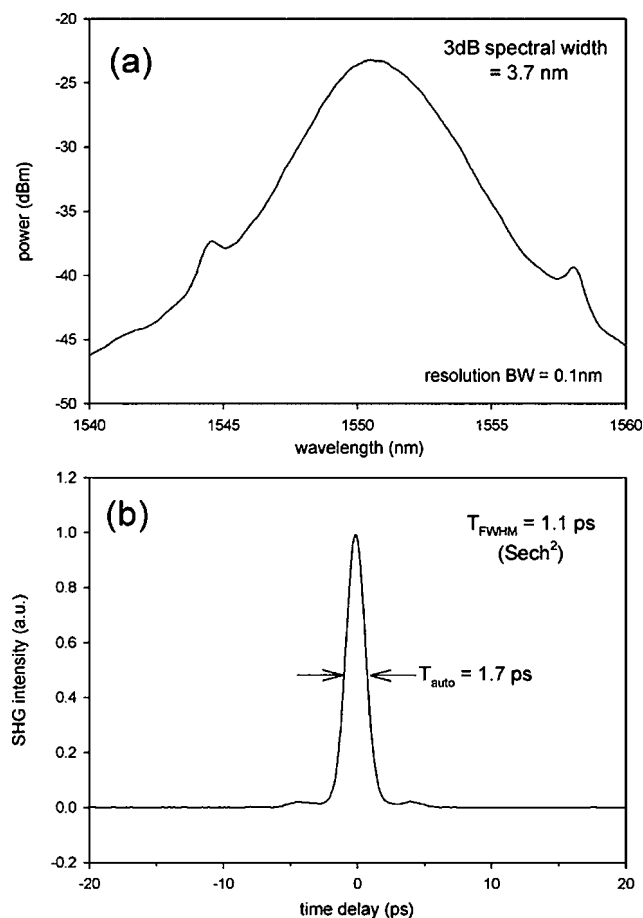 -20
(a)
3dB spectral width
= 3.7 nm
-25
-30
power (dBm)
-35
-40
-45
resolution BW = 0.1nm
-50
1540 1545 1550 1555 1560
wavelength (nm)
1.2
(b)
T_FWHM = 1.1 ps
(Sech²)
1.0
0.8
SHG intensity (a.u.)
0.6
T_auto = 1.7 ps
0.4
0.2
0.0
-0.2
-20 -10 0 10 20
time delay (ps)